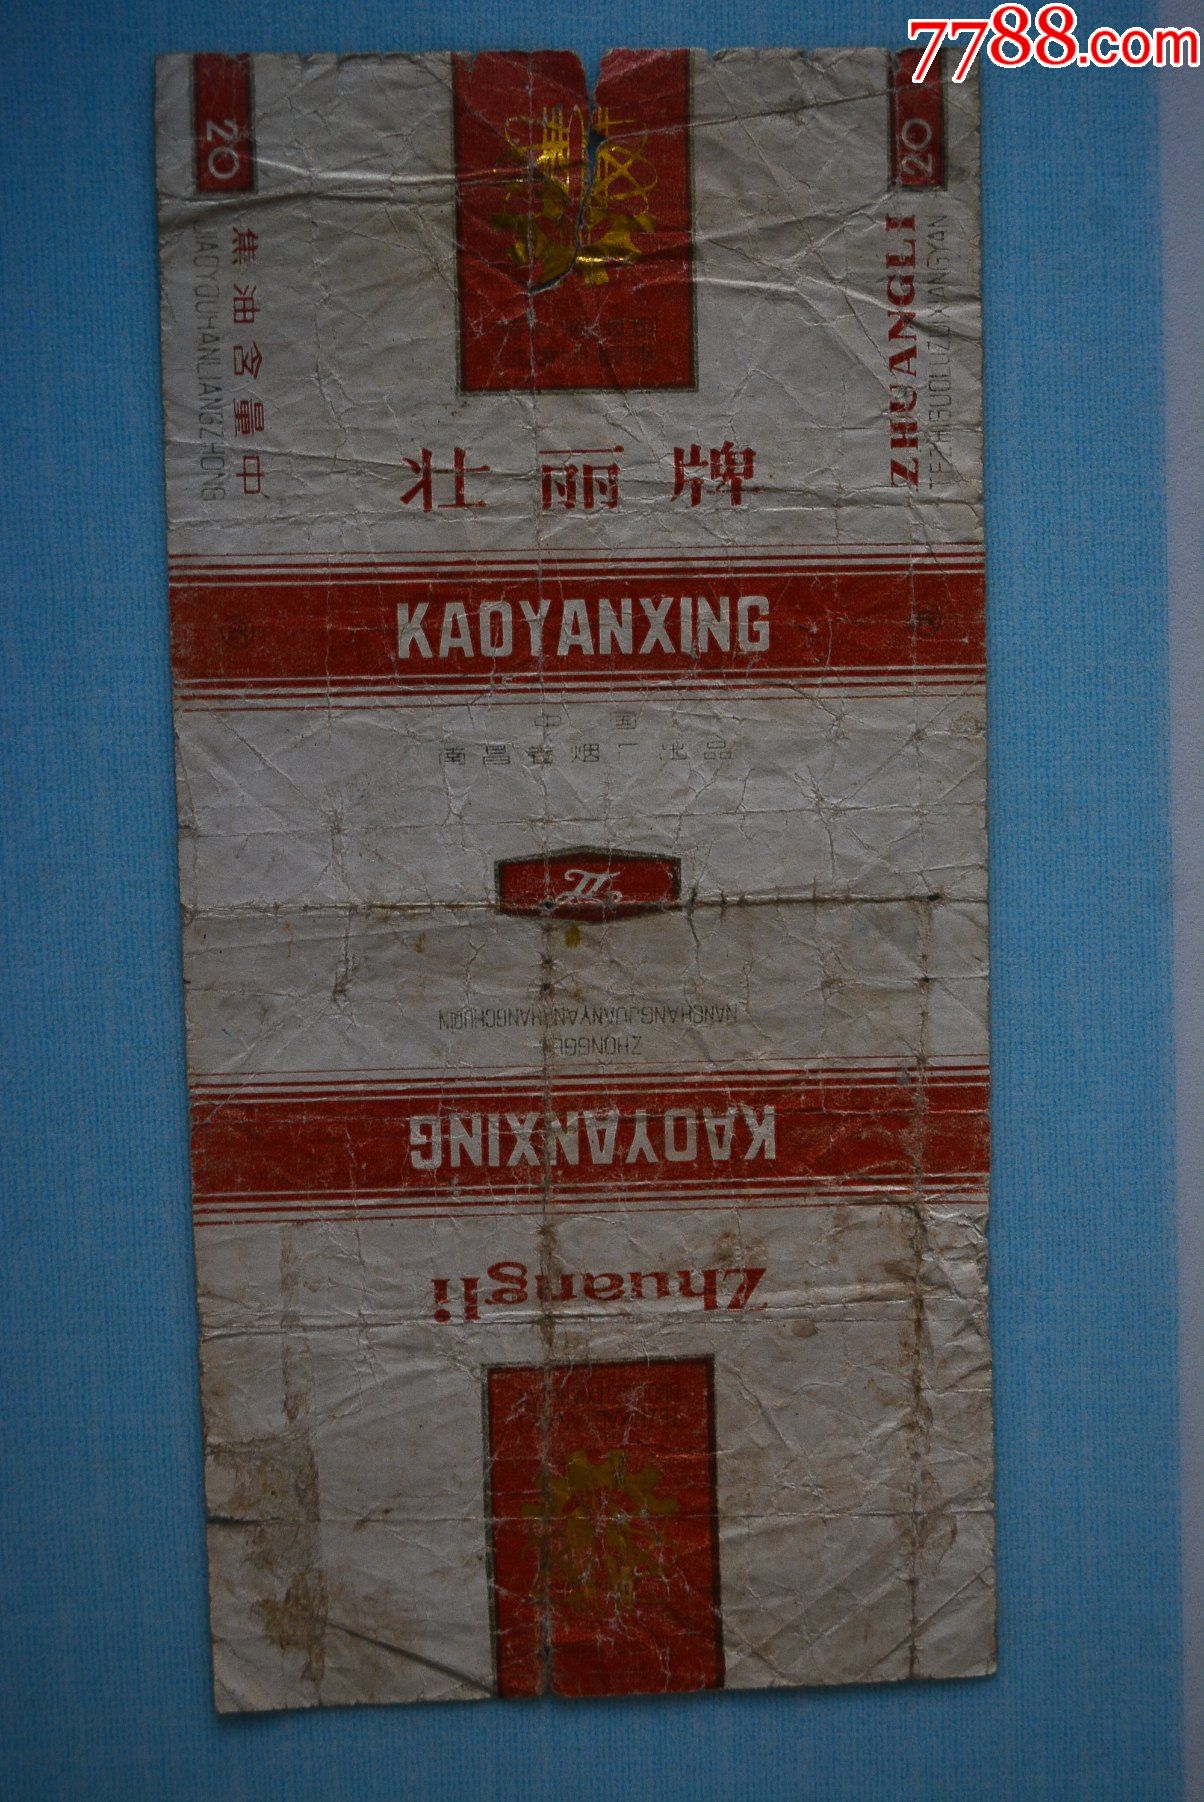 7788.com
20
20
焦油含量中
JIAOYOUHANLIANGZHONG
ZHUANGLI
TEZHIGUOLUZUIXIANGYAN
壮丽牌
KAOYANXING
中国
南昌卷烟厂出品
ZHONGGUO
KAOYANXING
Zhuangli